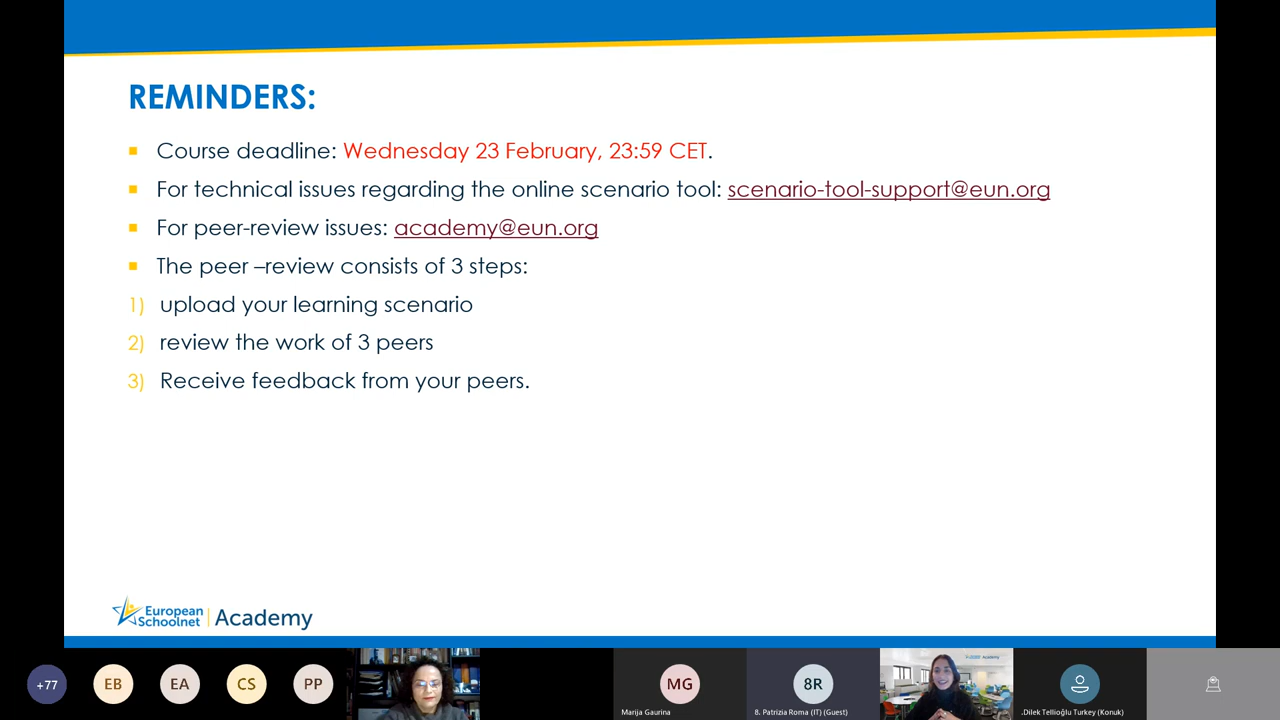 REMINDERS:
Course deadline: Wednesday 23 February, 23:59 CET.
For technical issues regarding the online scenario tool: scenario-tool-support@eun.org
For peer-review issues: academy@eun.org
The peer –review consists of 3 steps:
1) upload your learning scenario
2) review the work of 3 peers
3) Receive feedback from your peers.
European
Schoolnet
Academy
+77
EB
EA
CS
PP
MG
Marija Gaurina
8R
8. Patrizia Roma (IT) (Guest)
Academy
.Dilek Tellioğlu Turkey (Konuk)